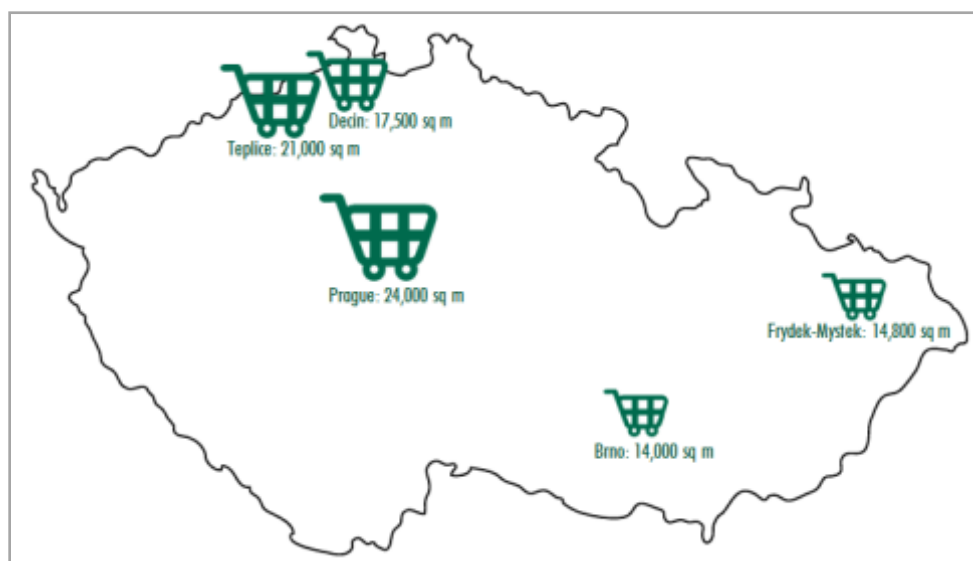 Decin: 17,500 sq m
Teplice: 21,000 sq m
Prague: 24,000 sq m
Frydek-Mystek: 14,800 sq m
Brno: 14,000 sq m